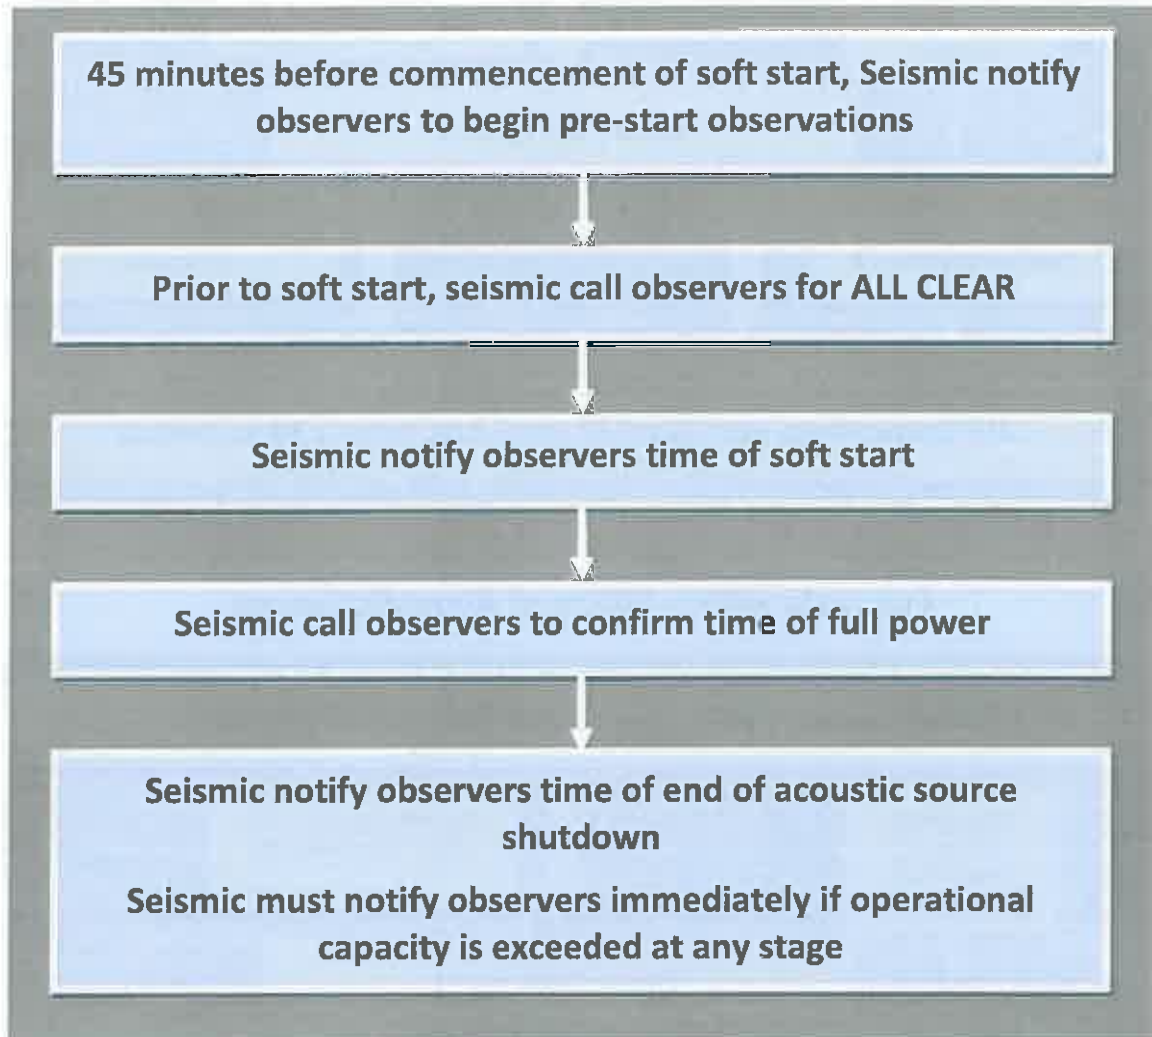 45 minutes before commencement of soft start, Seismic notify
observers to begin pre-start observations
Prior to soft start, seismic call observers for ALL CLEAR
Seismic notify observers time of soft start
Seismic call observers to confirm time of full power
Seismic notify observers time of end of acoustic source
shutdown
Seismic must notify observers immediately if operational
capacity is exceeded at any stage